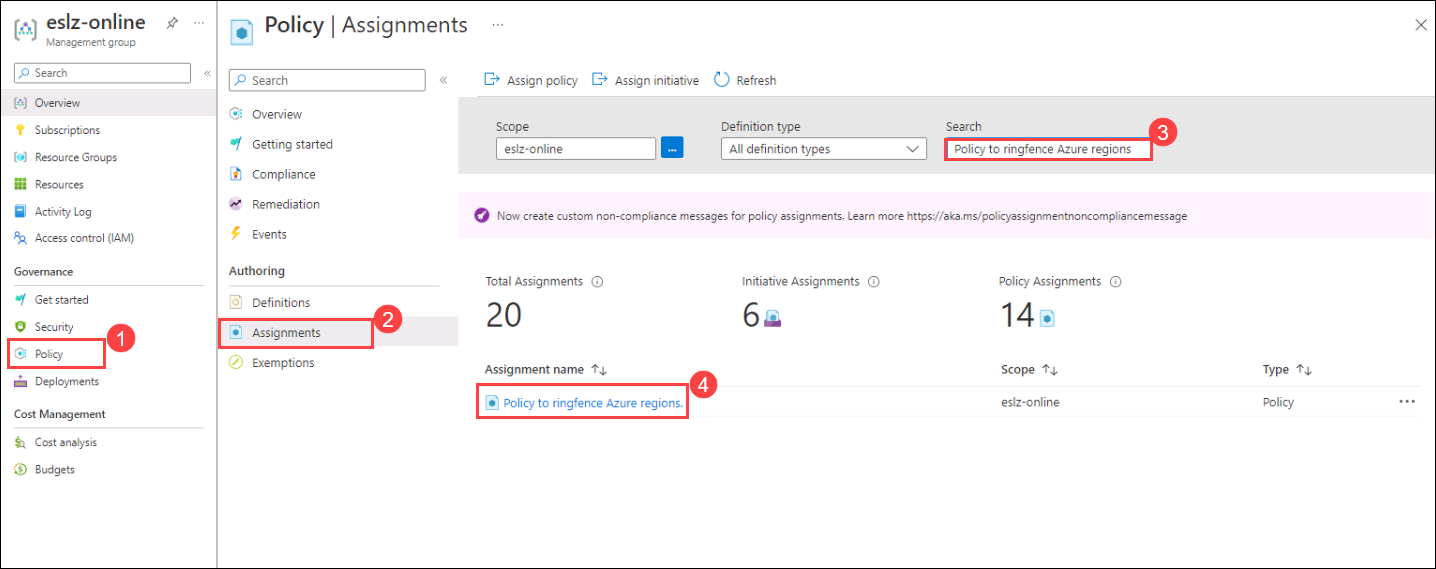 eslz-online
Management group
Search
Overview
Subscriptions
Resource Groups
Resources
Activity Log
Access control (IAM)
Governance
Get started
Security
Policy
1
Deployments
Cost Management
Cost analysis
Budgets
Policy | Assignments
Search
Overview
Getting started
Compliance
Remediation
Events
Authoring
Definitions
Assignments
2
Exemptions
Assign policy Assign initiative Refresh
Scope Definition type Search
3
eslz-online ... All definition types Policy to ringfence Azure regions
Now create custom non-compliance messages for policy assignments. Learn more https://aka.ms/policyassignmentnoncompliancemessage
Total Assignments Initiative Assignments Policy Assignments
20 6 14
Assignment name Scope Type
4
Policy to ringfence Azure regions. eslz-online Policy